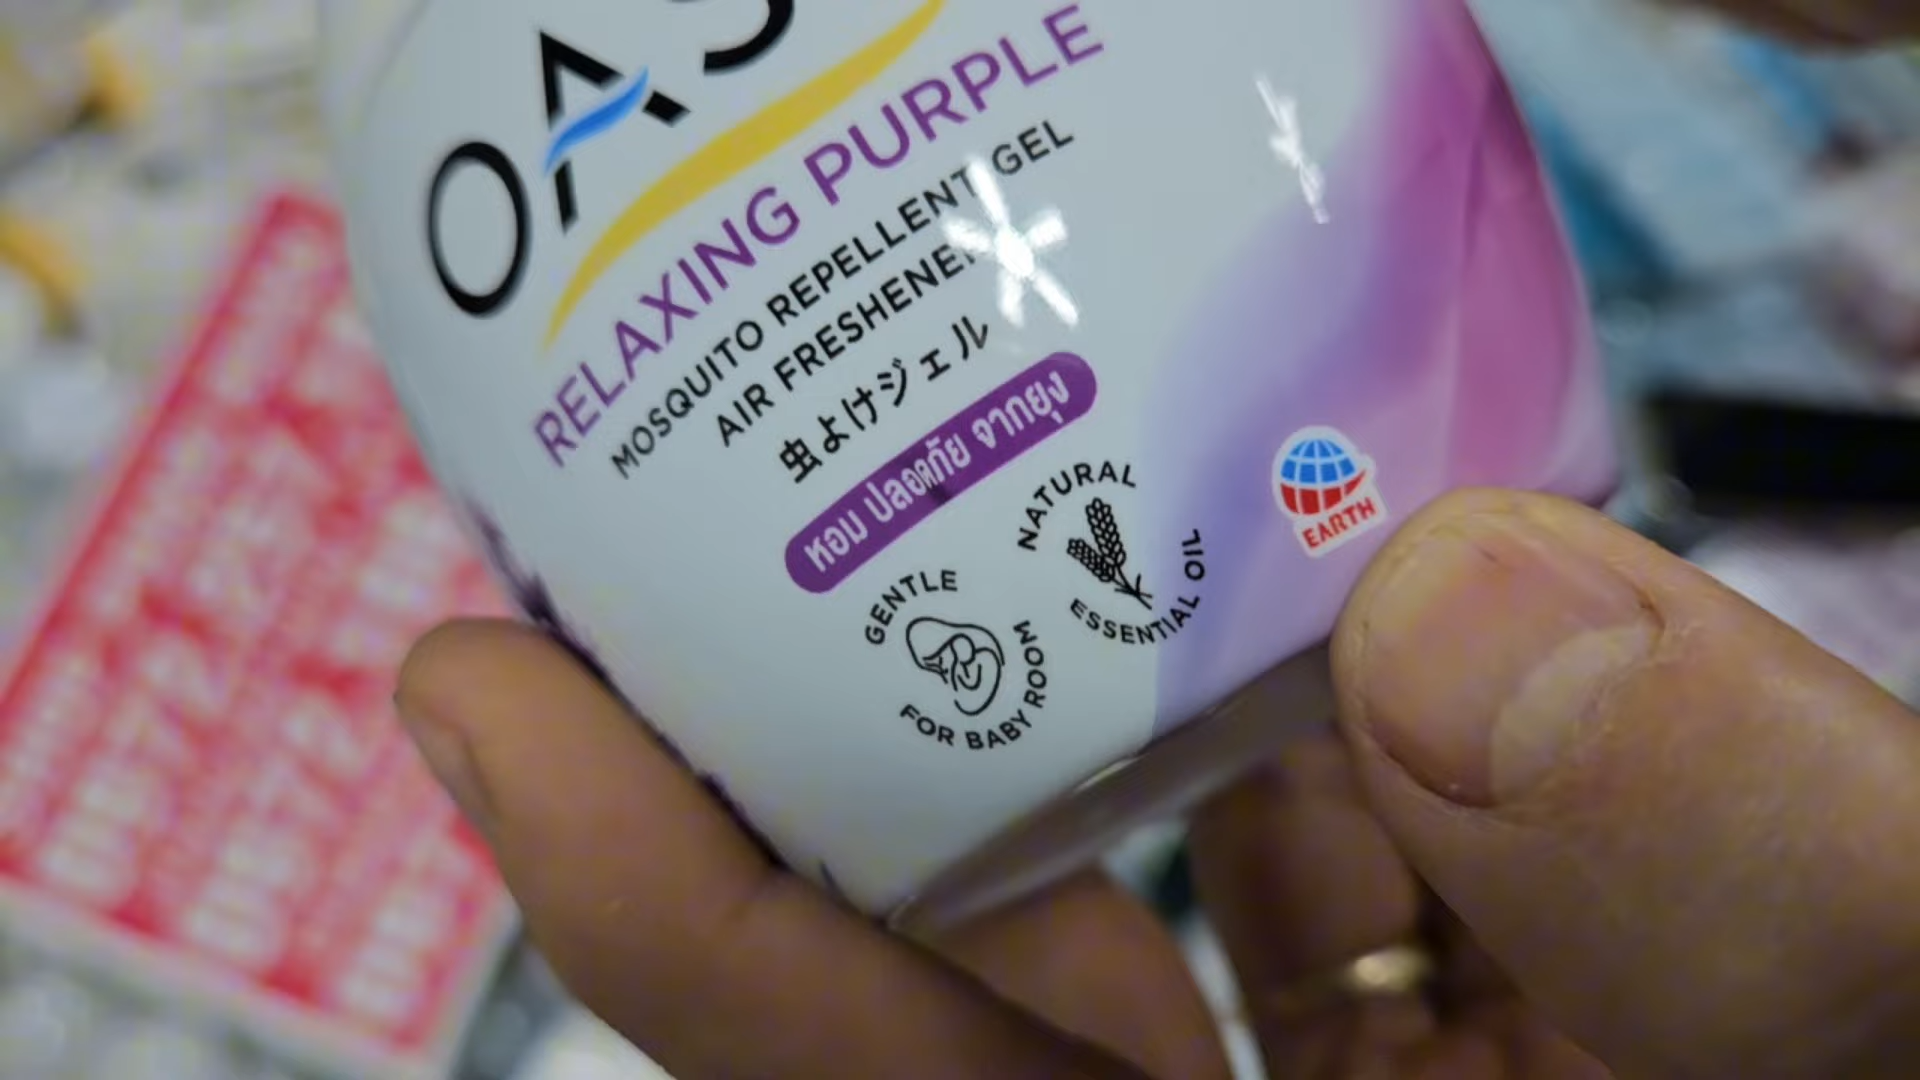 OAS
RELAXING PURPLE
MOSQUITO REPELLENT GEL
AIR FRESHENER
虫よけジェル
หอม ปลอดภัย จากยุง
NATURAL
ESSENTIAL OIL
GENTLE
FOR BABY ROOM
EARTH